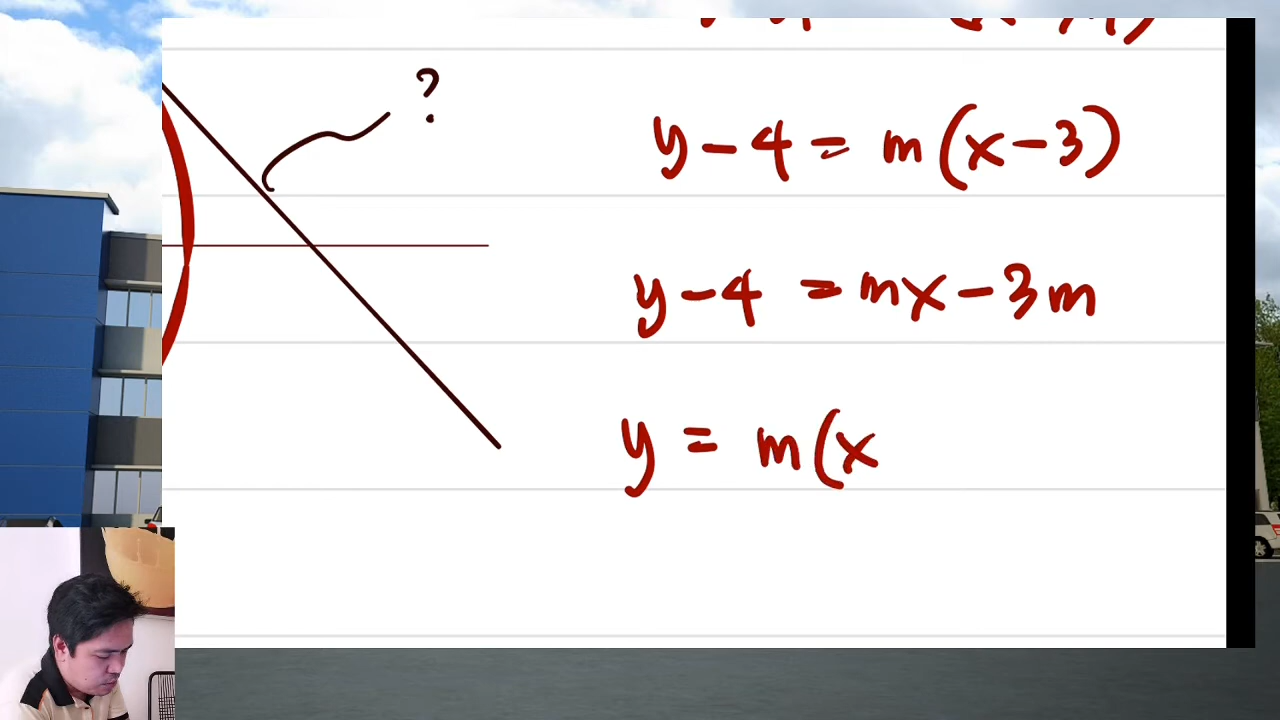 ?
y - 4 = m(x - 3)
y - 4 = mx - 3m
y = m(x